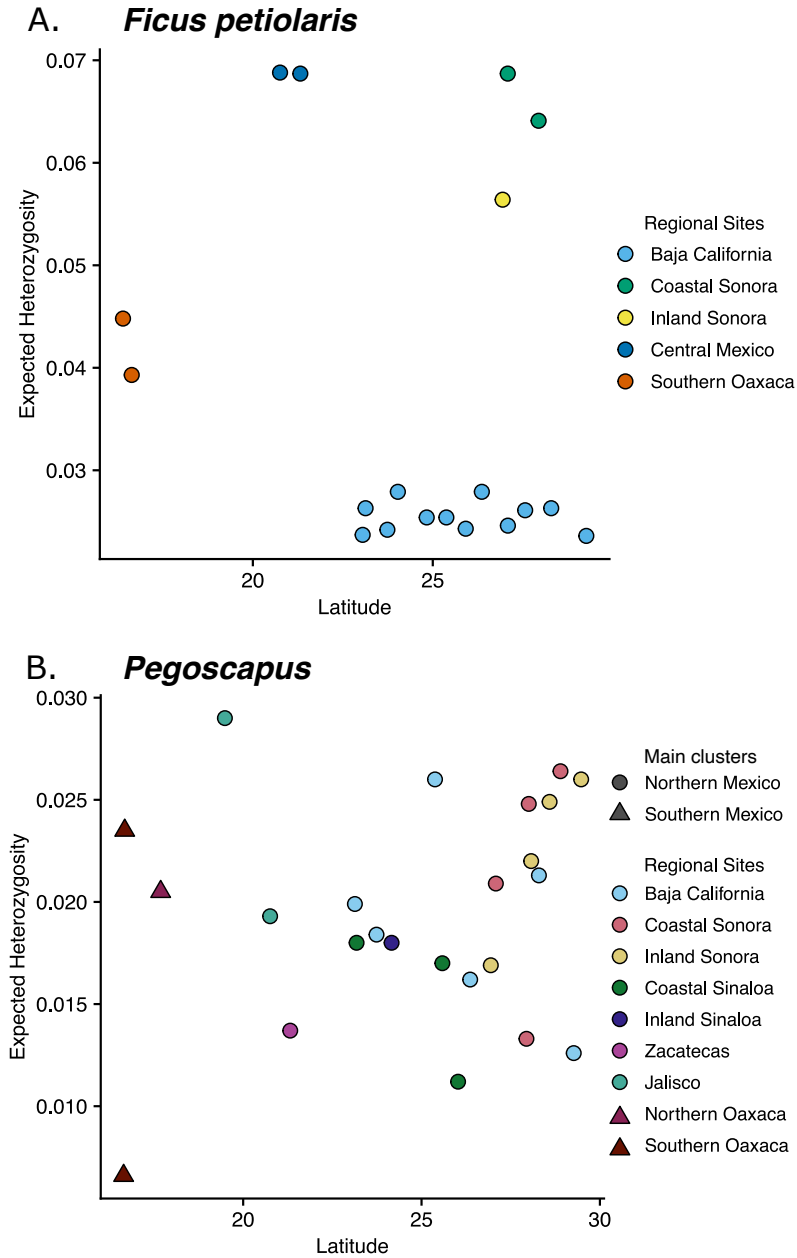 A. Ficus petiolaris
0.07
0.06
0.05
0.04
0.03
Expected Heterozygosity
20 25
Latitude
Regional Sites
Baja California
Coastal Sonora
Inland Sonora
Central Mexico
Southern Oaxaca
B. Pegoscapus
0.030
0.025
0.020
0.015
0.010
Expected Heterozygosity
20 25 30
Latitude
Main clusters
Northern Mexico
Southern Mexico
Regional Sites
Baja California
Coastal Sonora
Inland Sonora
Coastal Sinaloa
Inland Sinaloa
Zacatecas
Jalisco
Northern Oaxaca
Southern Oaxaca